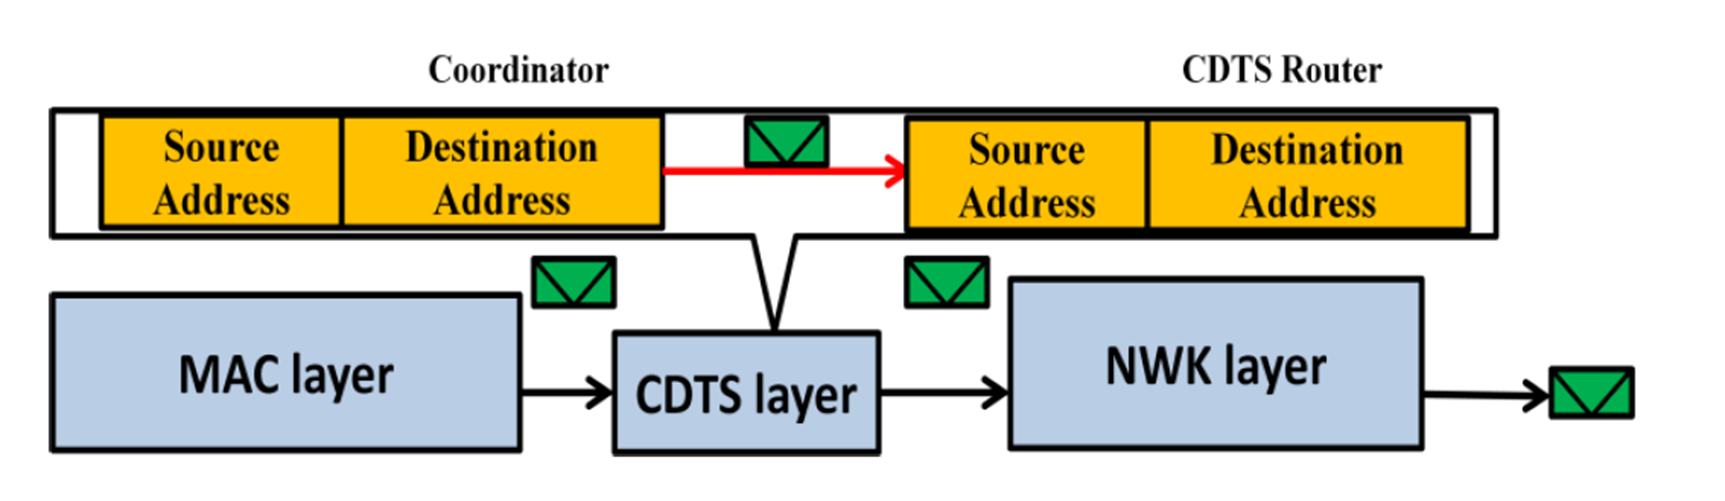 Coordinator
CDTS Router
Source
Address
Destination
Address
Source
Address
Destination
Address
MAC layer
CDTS layer
NWK layer